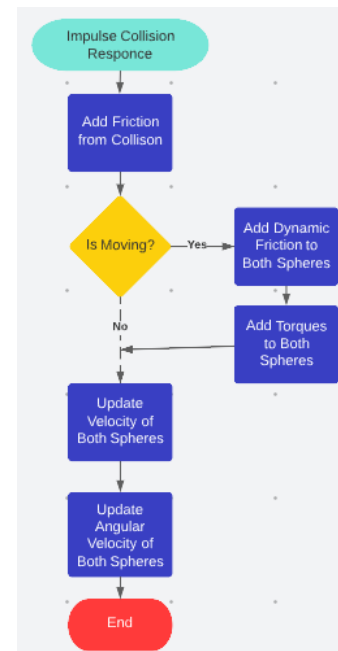 Impulse Collision
Responce
Add Friction
from Collison
Is Moving?
Yes
Add Dynamic
Friction to
Both Spheres
No
Add Torques
to Both
Spheres
Update
Velocity of
Both Spheres
Update
Angular
Velocity of
Both Spheres
End